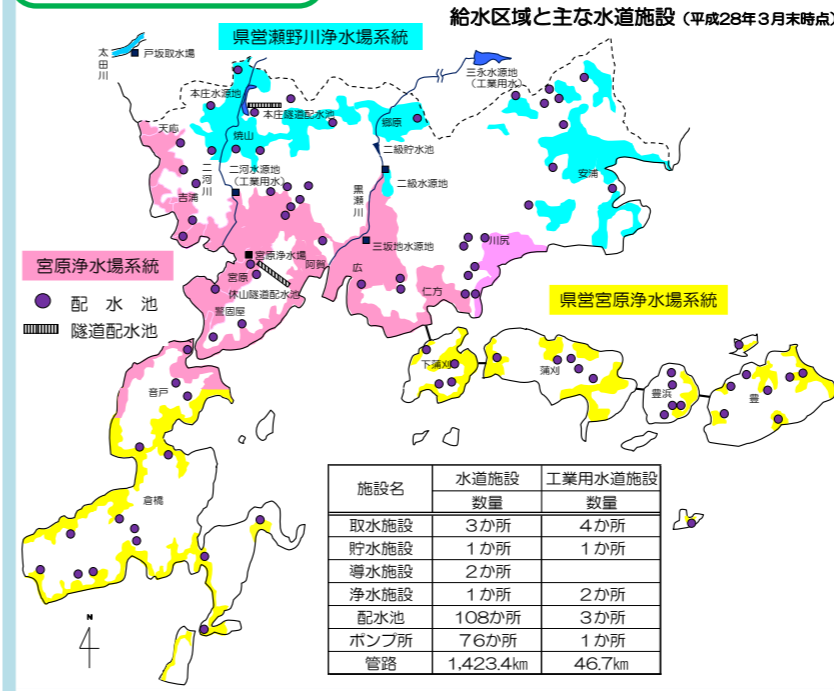 給水区域と主な水道施設（平成28年3月末時点）
県営瀬野川浄水場系統
太田川
戸坂取水場
三永水源地
（工業用水）
本庄水源地
本庄隧道配水池
郷原
天応
焼山
二級貯水池
二河川
二河水源地
（工業用水）
二級水源地
安浦
黒瀬川
吉浦
宮原浄水場
三坂地水源地
川尻
阿賀
広
宮原浄水場系統
宮原
休山隧道配水池
仁方
配水池
隧道配水池
警固屋
県営宮原浄水場系統
下蒲刈
蒲刈
豊浜
豊
音戸
倉橋
施設名 水道施設 工業用水道施設
数量 数量
取水施設 3か所 4か所
貯水施設 1か所 1か所
導水施設 2か所
浄水施設 1か所 2か所
配水池 108か所 3か所
ポンプ所 76か所 1か所
管路 1,423.4km 46.7km
N